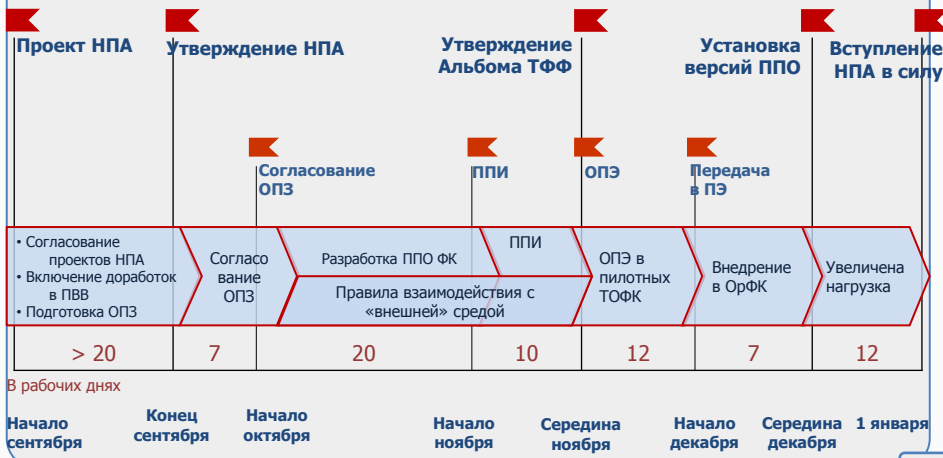 Проект НПА
Утверждение НПА
Утверждение
Альбома ТФФ
Установка
версий ППО
Вступление
НПА в силу
Согласование
ОПЗ
ППИ
ОПЭ
Передача
в ПЭ
• Согласование
проектов НПА
• Включение доработок
в ПВВ
• Подготовка ОПЗ
Согласо
вание
ОПЗ
Разработка ППО ФК
ППИ
Правила взаимодействия с
«внешней» средой
ОПЭ в
пилотных
ТОФК
Внедрение
в ОрФК
Увеличена
нагрузка
> 20
7
20
10
12
7
12
В рабочих днях
Начало
сентября
Конец
сентября
Начало
октября
Начало
ноября
Середина
ноября
Начало
декабря
Середина
декабря
1 января